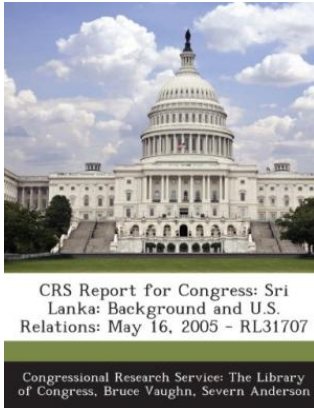 CRS Report for Congress: Sri
Lanka: Background and U.S.
Relations: May 16, 2005 - RL31707
Congressional Research Service: The Library
of Congress, Bruce Vaughn, Severn Anderson